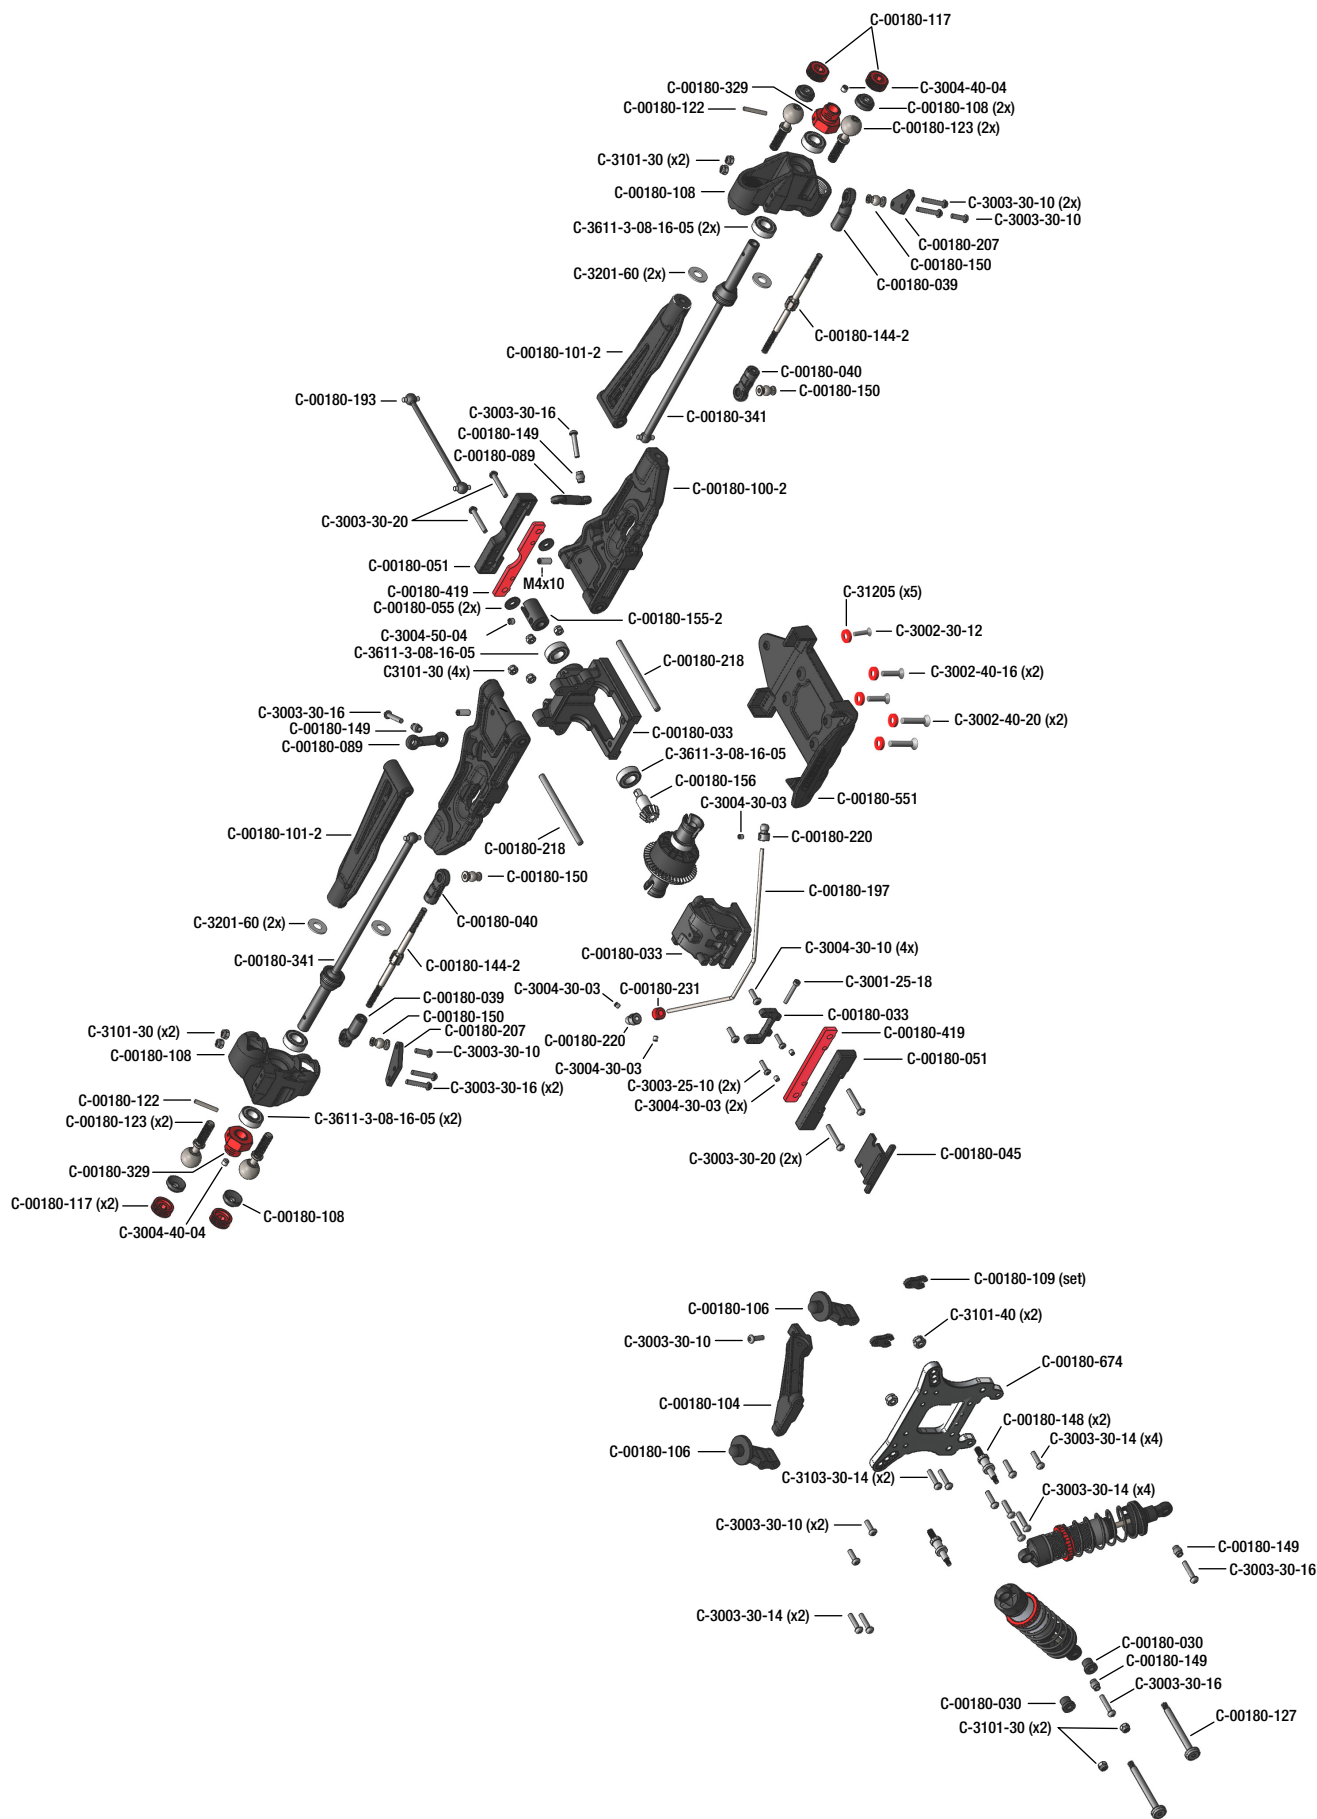 C-00180-117
C-00180-329
C-3004-40-04
C-00180-122
C-00180-108 (2x)
C-00180-123 (2x)
C-3101-30 (x2)
C-00180-108
C-3003-30-10 (2x)
C-3003-30-10
C-3611-3-08-16-05 (2x)
C-00180-207
C-00180-150
C-3201-60 (2x)
C-00180-039
C-00180-144-2
C-00180-101-2
C-00180-040
C-00180-150
C-00180-193
C-3003-30-16
C-00180-341
C-00180-149
C-00180-089
C-00180-100-2
C-3003-30-20
C-00180-051
M4x10
C-00180-419
C-31205 (x5)
C-00180-055 (2x)
C-00180-155-2
C-3002-30-12
C-3004-50-04
C-3611-3-08-16-05
C-00180-218
C3101-30 (4x)
C-3002-40-16 (x2)
C-3003-30-16
C-3002-40-20 (x2)
C-00180-149
C-00180-033
C-00180-089
C-3611-3-08-16-05
C-00180-156
C-3004-30-03
C-00180-551
C-00180-101-2
C-00180-220
C-00180-218
C-00180-150
C-00180-197
C-3201-60 (2x)
C-00180-040
C-3004-30-10 (4x)
C-00180-033
C-00180-341
C-00180-144-2
C-3001-25-18
C-3004-30-03
C-00180-231
C-00180-039
C-00180-150
C-00180-033
C-3101-30 (x2)
C-00180-207
C-00180-419
C-00180-220
C-00180-108
C-3003-30-10
C-00180-051
C-3004-30-03
C-3003-30-16 (x2)
C-3003-25-10 (2x)
C-3004-30-03 (2x)
C-00180-122
C-3611-3-08-16-05 (x2)
C-00180-123 (x2)
C-3003-30-20 (2x)
C-00180-045
C-00180-329
C-00180-117 (x2)
C-00180-108
C-3004-40-04
C-00180-109 (set)
C-00180-106
C-3101-40 (x2)
C-3003-30-10
C-00180-674
C-00180-104
C-00180-148 (x2)
C-3003-30-14 (x4)
C-00180-106
C-3103-30-14 (x2)
C-3003-30-14 (x4)
C-3003-30-10 (x2)
C-00180-149
C-3003-30-16
C-3003-30-14 (x2)
C-00180-030
C-00180-149
C-3003-30-16
C-00180-030
C-00180-127
C-3101-30 (x2)